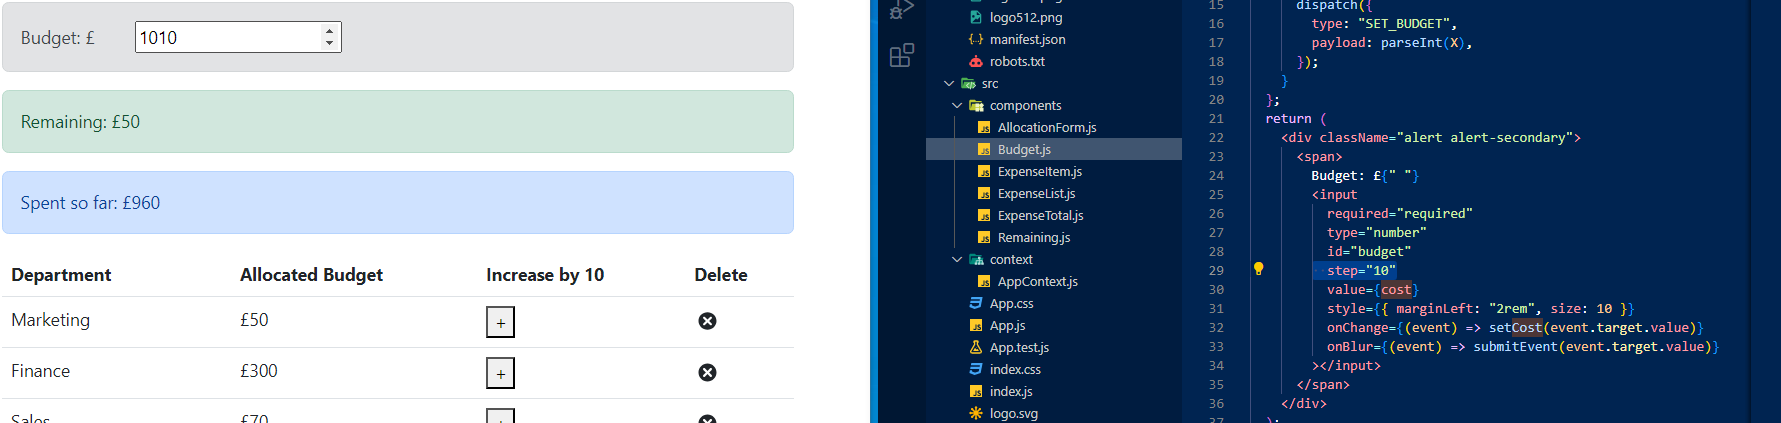 Budget: £ 1010
Remaining: £50
Spent so far: £960
Department Allocated Budget Increase by 10 Delete
Marketing £50 +
Finance £300 +
Sales £70
logo512.png
manifest.json
robots.txt
src
components
AllocationForm.js
Budget.js
ExpenseItem.js
ExpenseList.js
ExpenseTotal.js
Remaining.js
context
AppContext.js
App.css
App.js
App.test.js
index.css
index.js
logo.svg
15 dispatch({
16 type: "SET_BUDGET",
17 payload: parseInt(X),
18 });
19 }
20 };
21 return (
22 <div className="alert alert-secondary">
23 <span>
24 Budget: £{" "}
25 <input
26 required="required"
27 type="number"
28 id="budget"
29 step="10"
30 value={cost}
31 style={{ marginLeft: "2rem", size: 10 }}
32 onChange={(event) => setCost(event.target.value)}
33 onBlur={(event) => submitEvent(event.target.value)}
34 ></input>
35 </span>
36 </div>
37 );